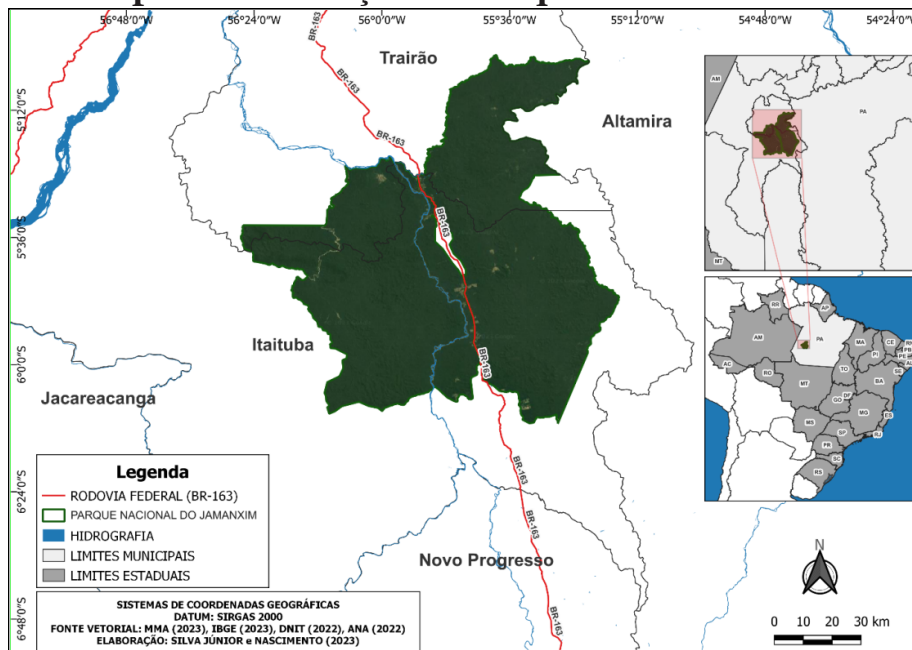 56°48'0"W 56°24'0"W 56°0'0"W 55°36'0"W 55°12'0"W 54°48'0"W 54°24'0"W
5°12'0"S
5°36'0"S
6°0'0"S
6°24'0"S
6°48'0"S
BR-163
BR-163
BR-163
BR-163
BR-163
BR-163
BR-163
BR-163
Trairão
Altamira
Itaituba
Jacareacanga
Novo Progresso
AM
PA
MT
RR
AP
AM
PA
MA
CE
RN
PB
PE
AL
SE
PI
AC
RO
TO
BA
MT
DF
GO
MG
ES
MS
SP
RJ
PR
SC
RS
Legenda
RODOVIA FEDERAL (BR-163)
PARQUE NACIONAL DO JAMANXIM
HIDROGRAFIA
LIMITES MUNICIPAIS
LIMITES ESTADUAIS
SISTEMAS DE COORDENADAS GEOGRÁFICAS
DATUM: SIRGAS 2000
FONTE VETORIAL: MMA (2023), IBGE (2023), DNIT (2022), ANA (2022)
ELABORAÇÃO: SILVA JÚNIOR e NASCIMENTO (2023)
N
0 10 20 30 km